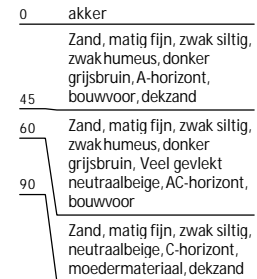 0 akker
Zand, matig fijn, zwak siltig,
zwak humeus, donker
grijsbruin, A-horizont,
45 bouwvoor, dekzand
60 Zand, matig fijn, zwak siltig,
zwak humeus, donker
grijsbruin, Veel gevlekt
90 neutraalbeige, AC-horizont,
bouwvoor
Zand, matig fijn, zwak siltig,
neutraalbeige, C-horizont,
moedermateriaal, dekzand